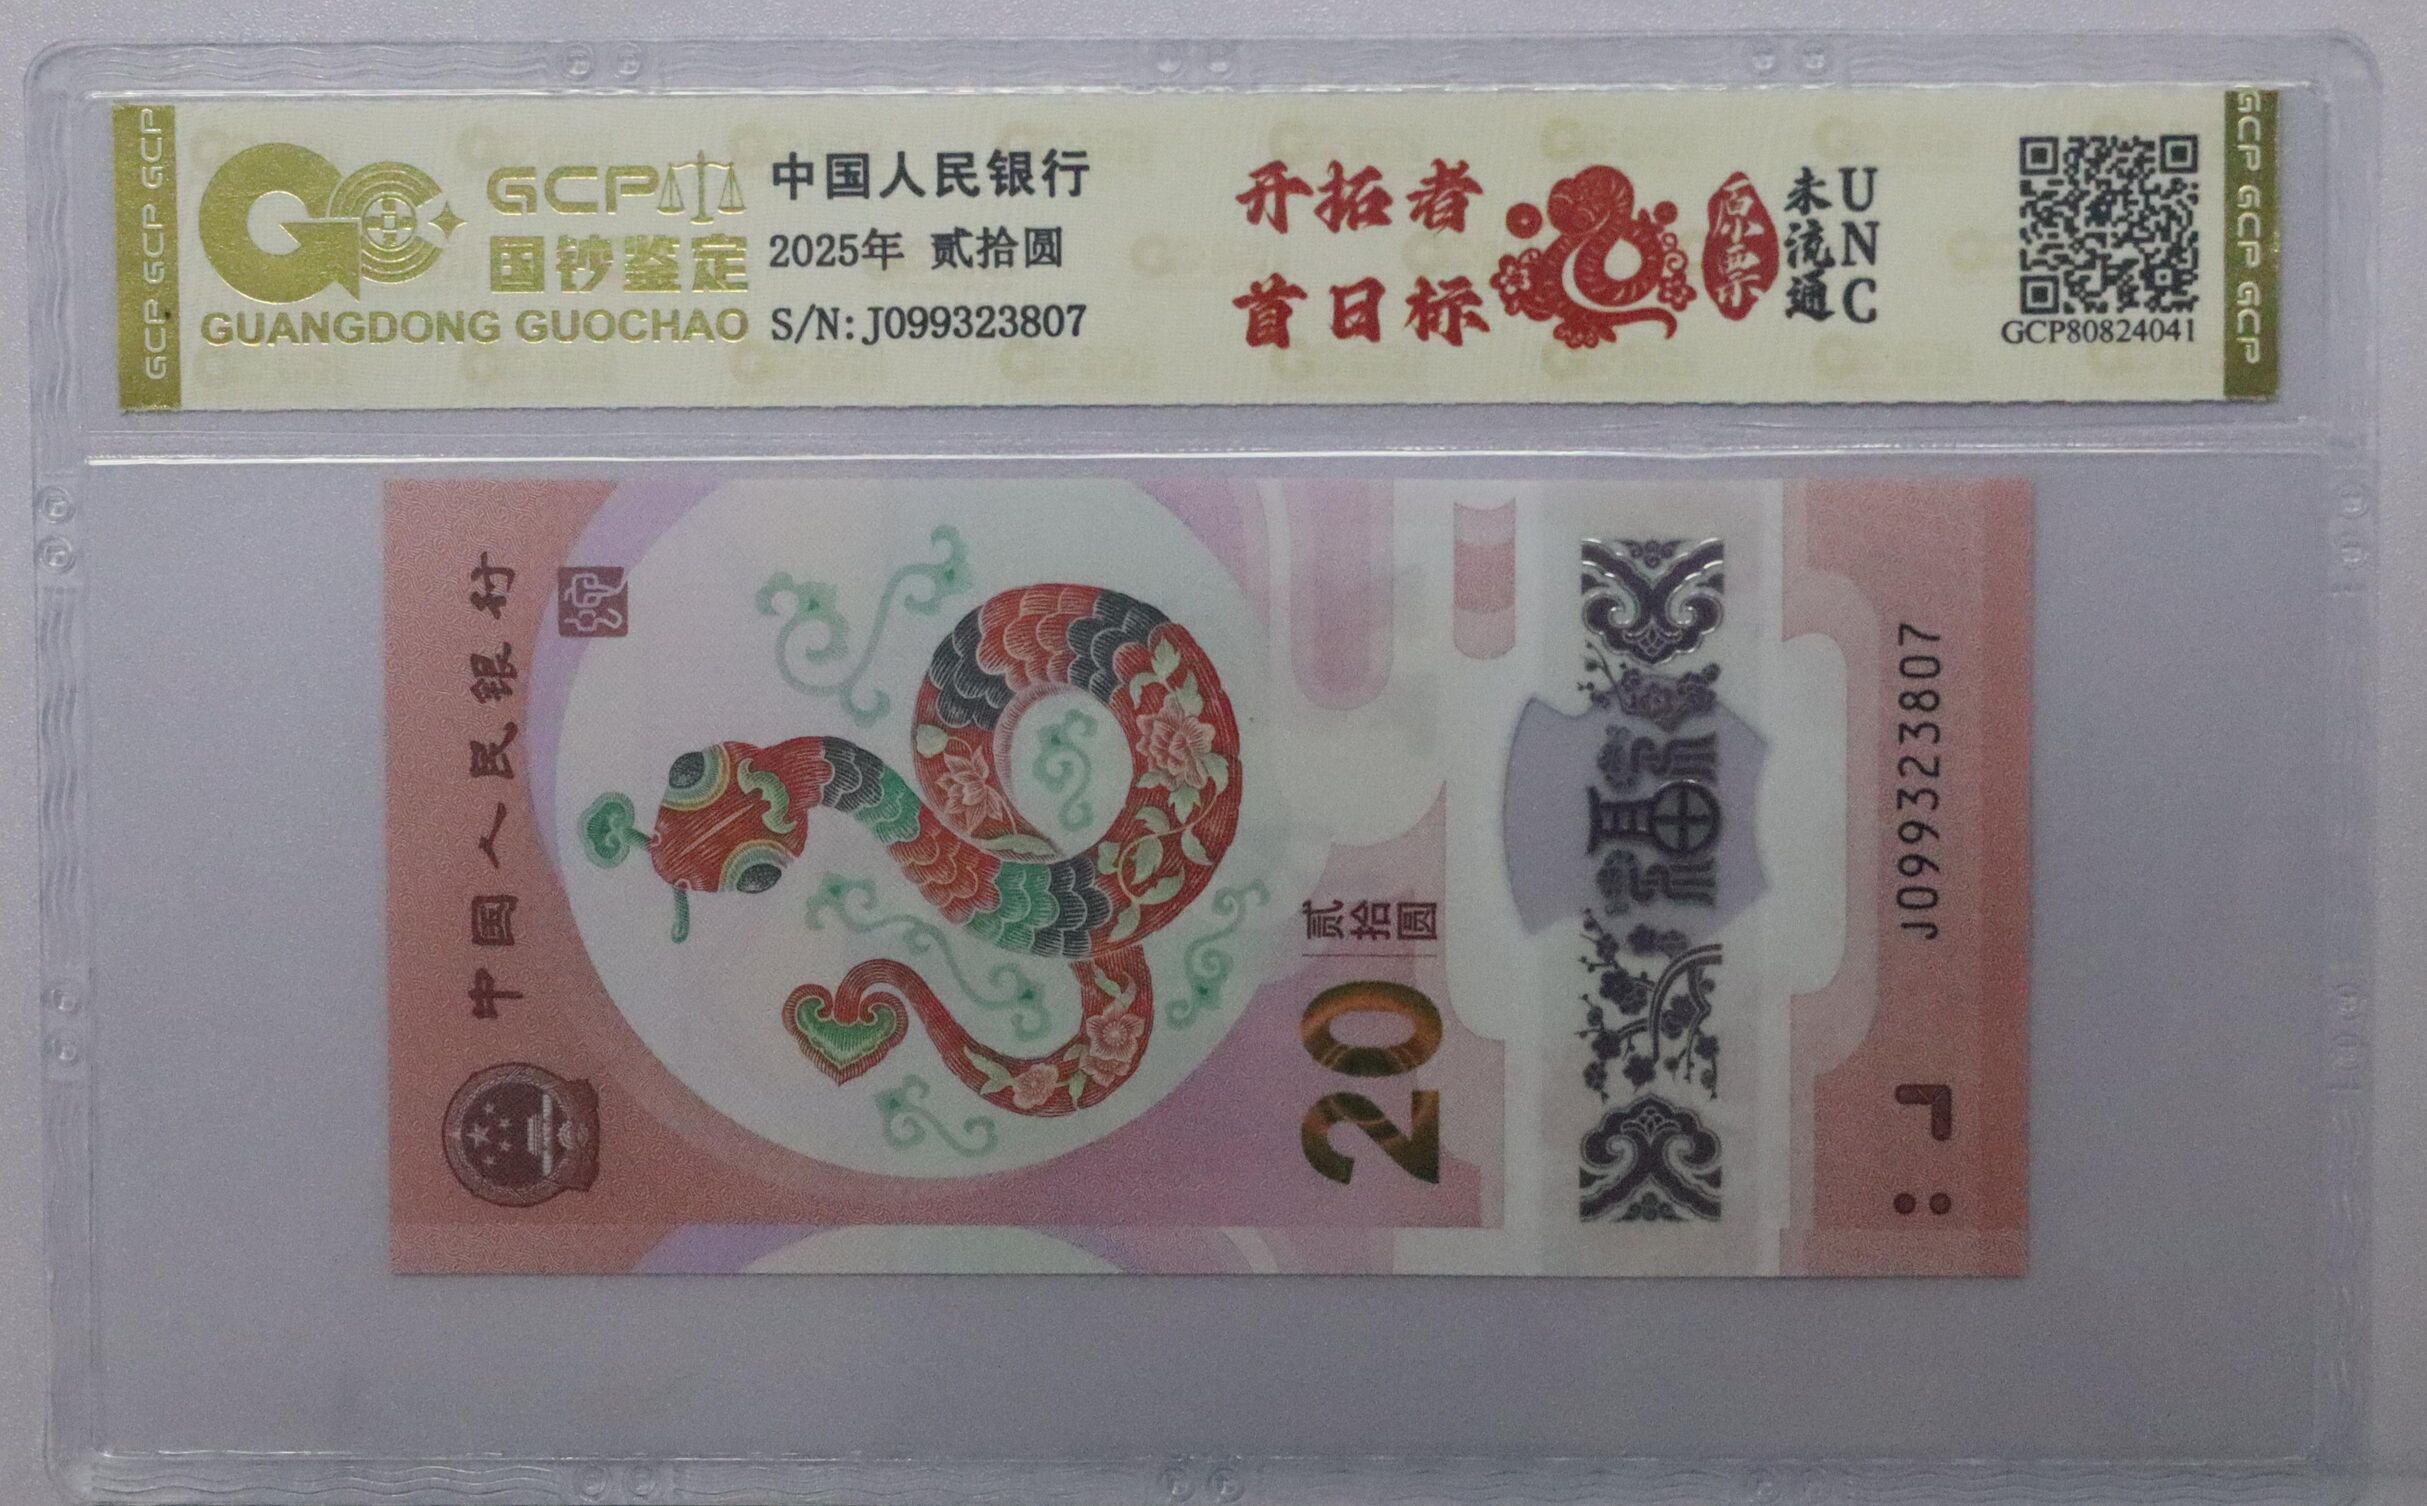 GCP GCP GCP
GCP
国钞鉴定
GUANGDONG GUOCHAO
中国人民银行
2025年 贰拾圆
S/N: J099323807
开拓者
首日标
原票
未流通
UNC
GCP80824041
GCP GCP GCP
中国人民银行
蛇
贰拾圆
20
福
J099323807